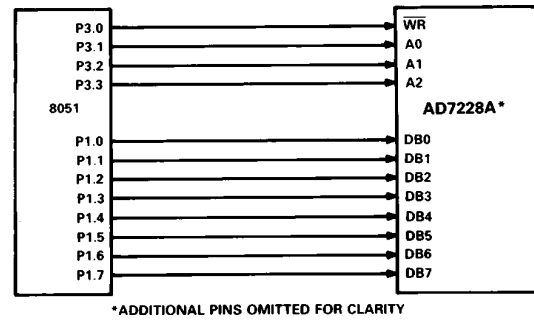 P3.0
P3.1
P3.2
P3.3
8051
P1.0
P1.1
P1.2
P1.3
P1.4
P1.5
P1.6
P1.7
WR
A0
A1
A2
AD7228A*
DB0
DB1
DB2
DB3
DB4
DB5
DB6
DB7
*ADDITIONAL PINS OMITTED FOR CLARITY